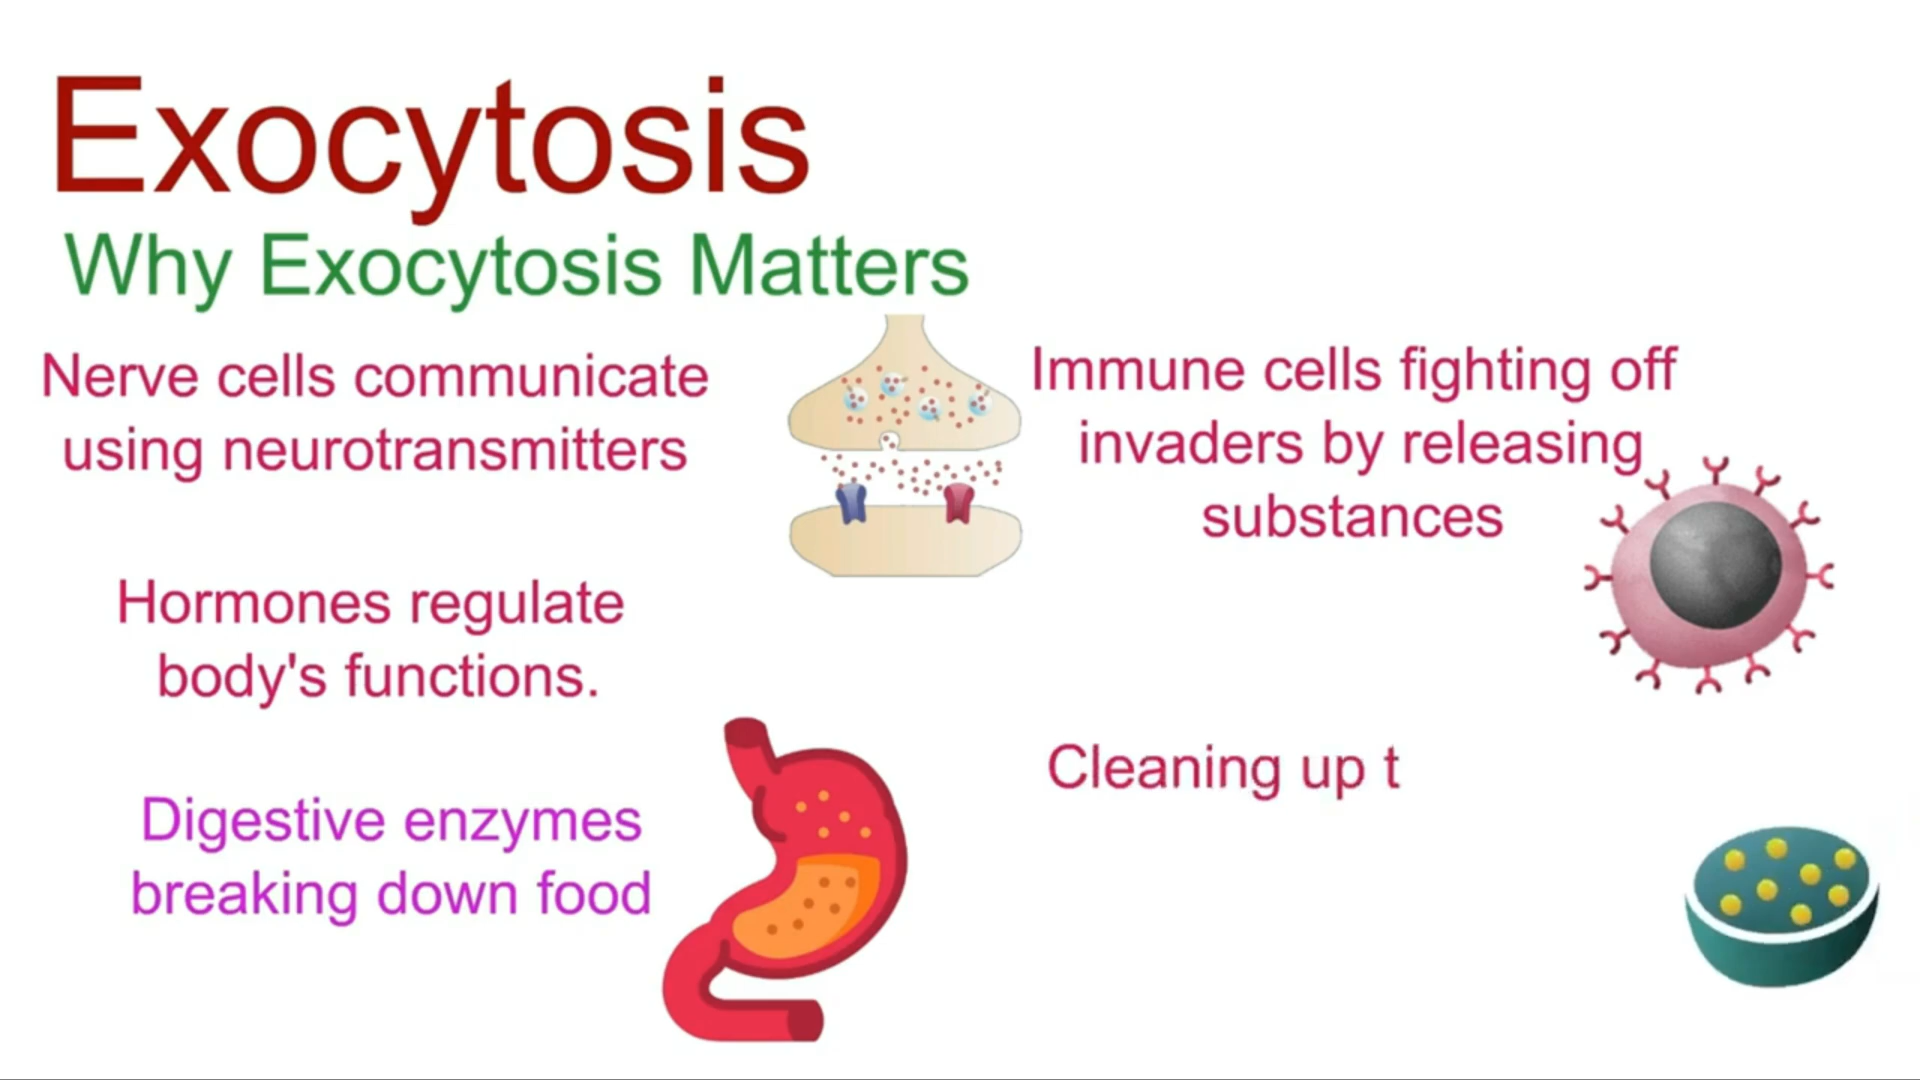 Exocytosis
Why Exocytosis Matters
Nerve cells communicate
using neurotransmitters
Hormones regulate
body's functions.
Digestive enzymes
breaking down food
Immune cells fighting off
invaders by releasing
substances
Cleaning up t